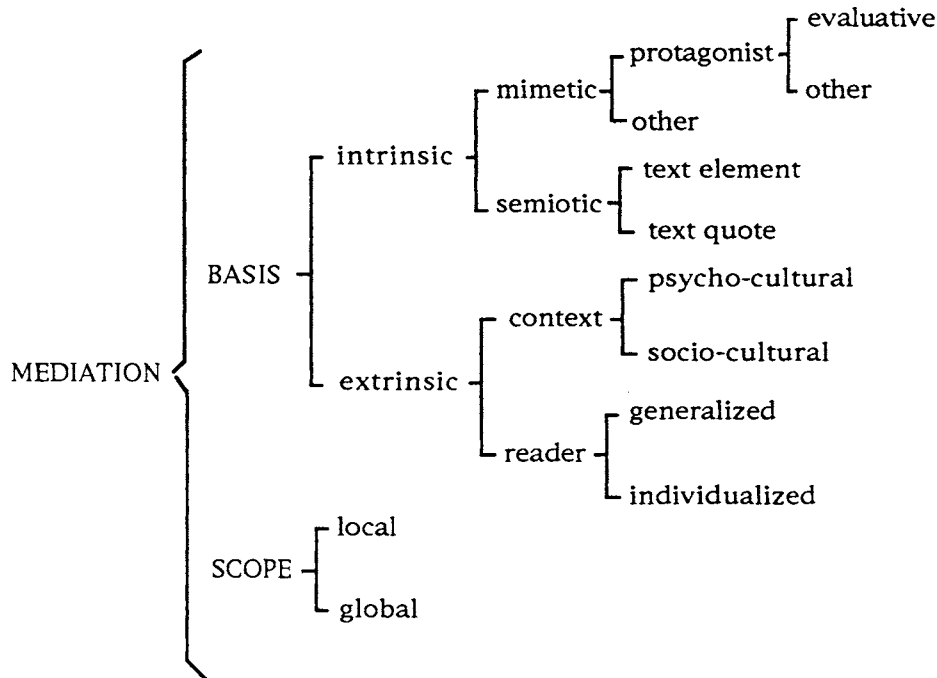 evaluative
protagonist
mimetic
other
other
intrinsic
text element
semiotic
text quote
BASIS
psycho-cultural
context
socio-cultural
MEDIATION
extrinsic
generalized
reader
individualized
local
SCOPE
global